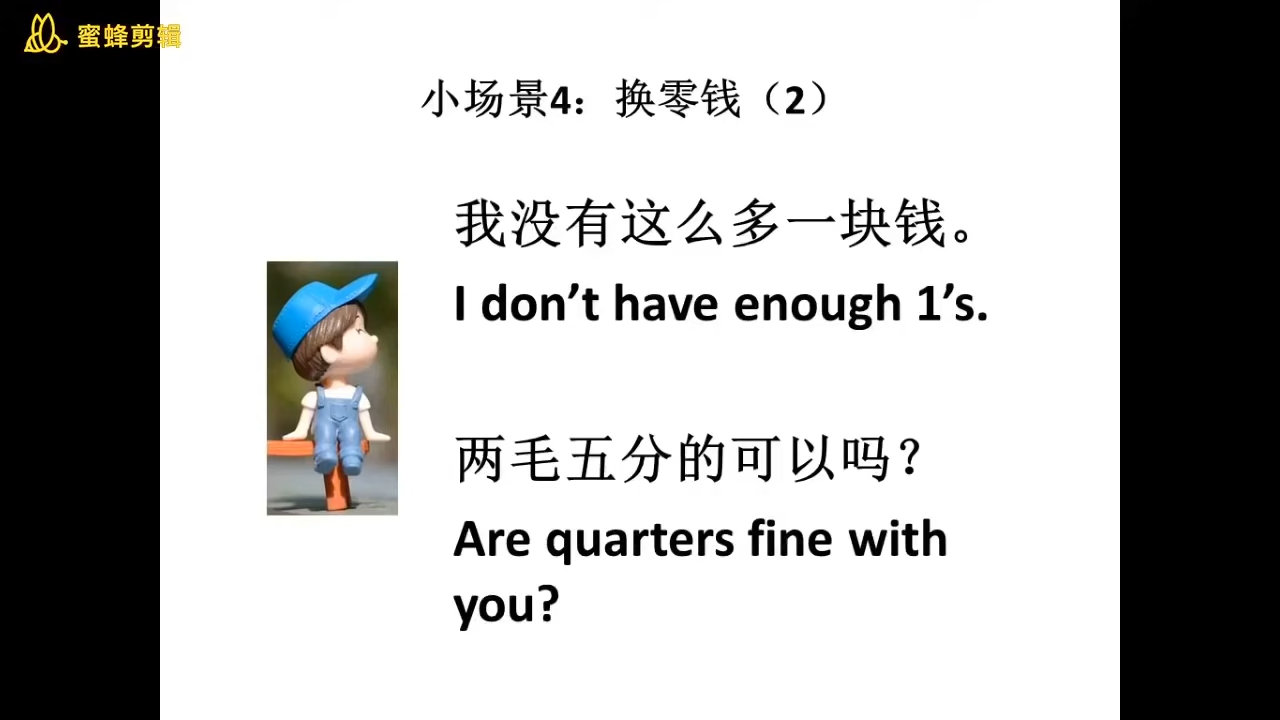 蜜蜂剪辑
小场景4：换零钱（2）
我没有这么多一块钱。
I don’t have enough 1’s.
两毛五分的可以吗？
Are quarters fine with
you?